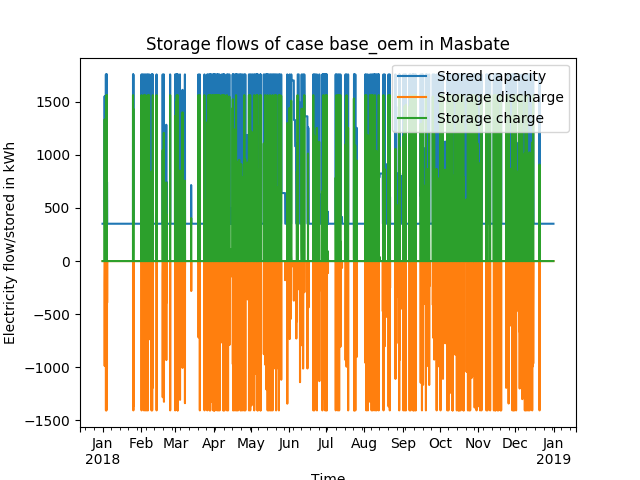 Storage flows of case base_oem in Masbate
Stored capacity
Storage discharge
Storage charge
Electricity flow/stored in kWh
1500
1000
500
0
−500
−1000
−1500
Jan Feb Mar Apr May Jun Jul Aug Sep Oct Nov Dec Jan
2018 2019
Time